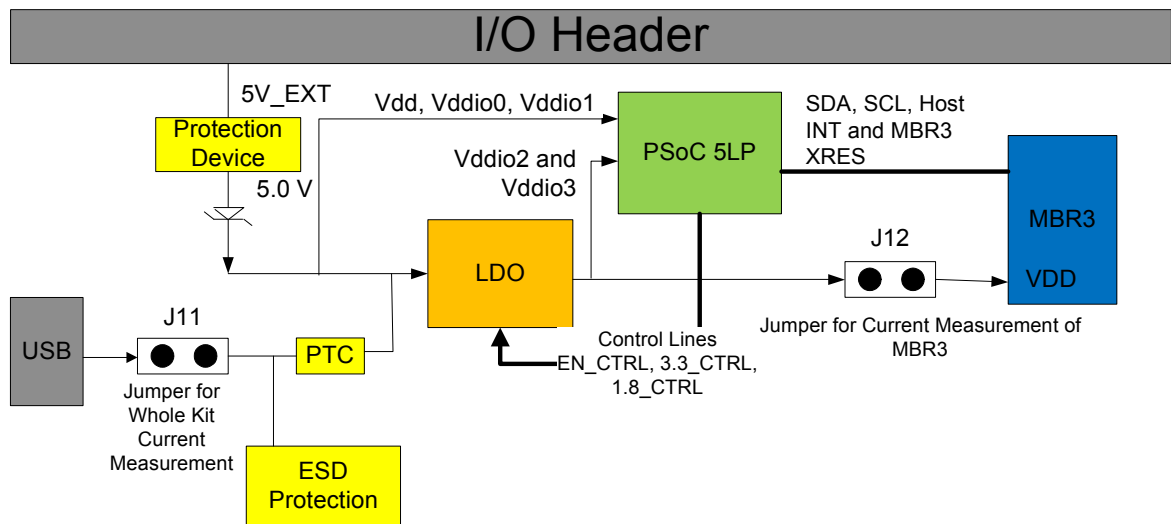 I/O Header
5V_EXT
Protection
Device
5.0 V
Vdd, Vddio0, Vddio1
Vddio2 and
Vddio3
PSoC 5LP
SDA, SCL, Host
INT and MBR3
XRES
MBR3
VDD
LDO
J12
Jumper for Current Measurement of
MBR3
Control Lines
EN_CTRL, 3.3_CTRL,
1.8_CTRL
USB
J11
Jumper for
Whole Kit
Current
Measurement
PTC
ESD
Protection